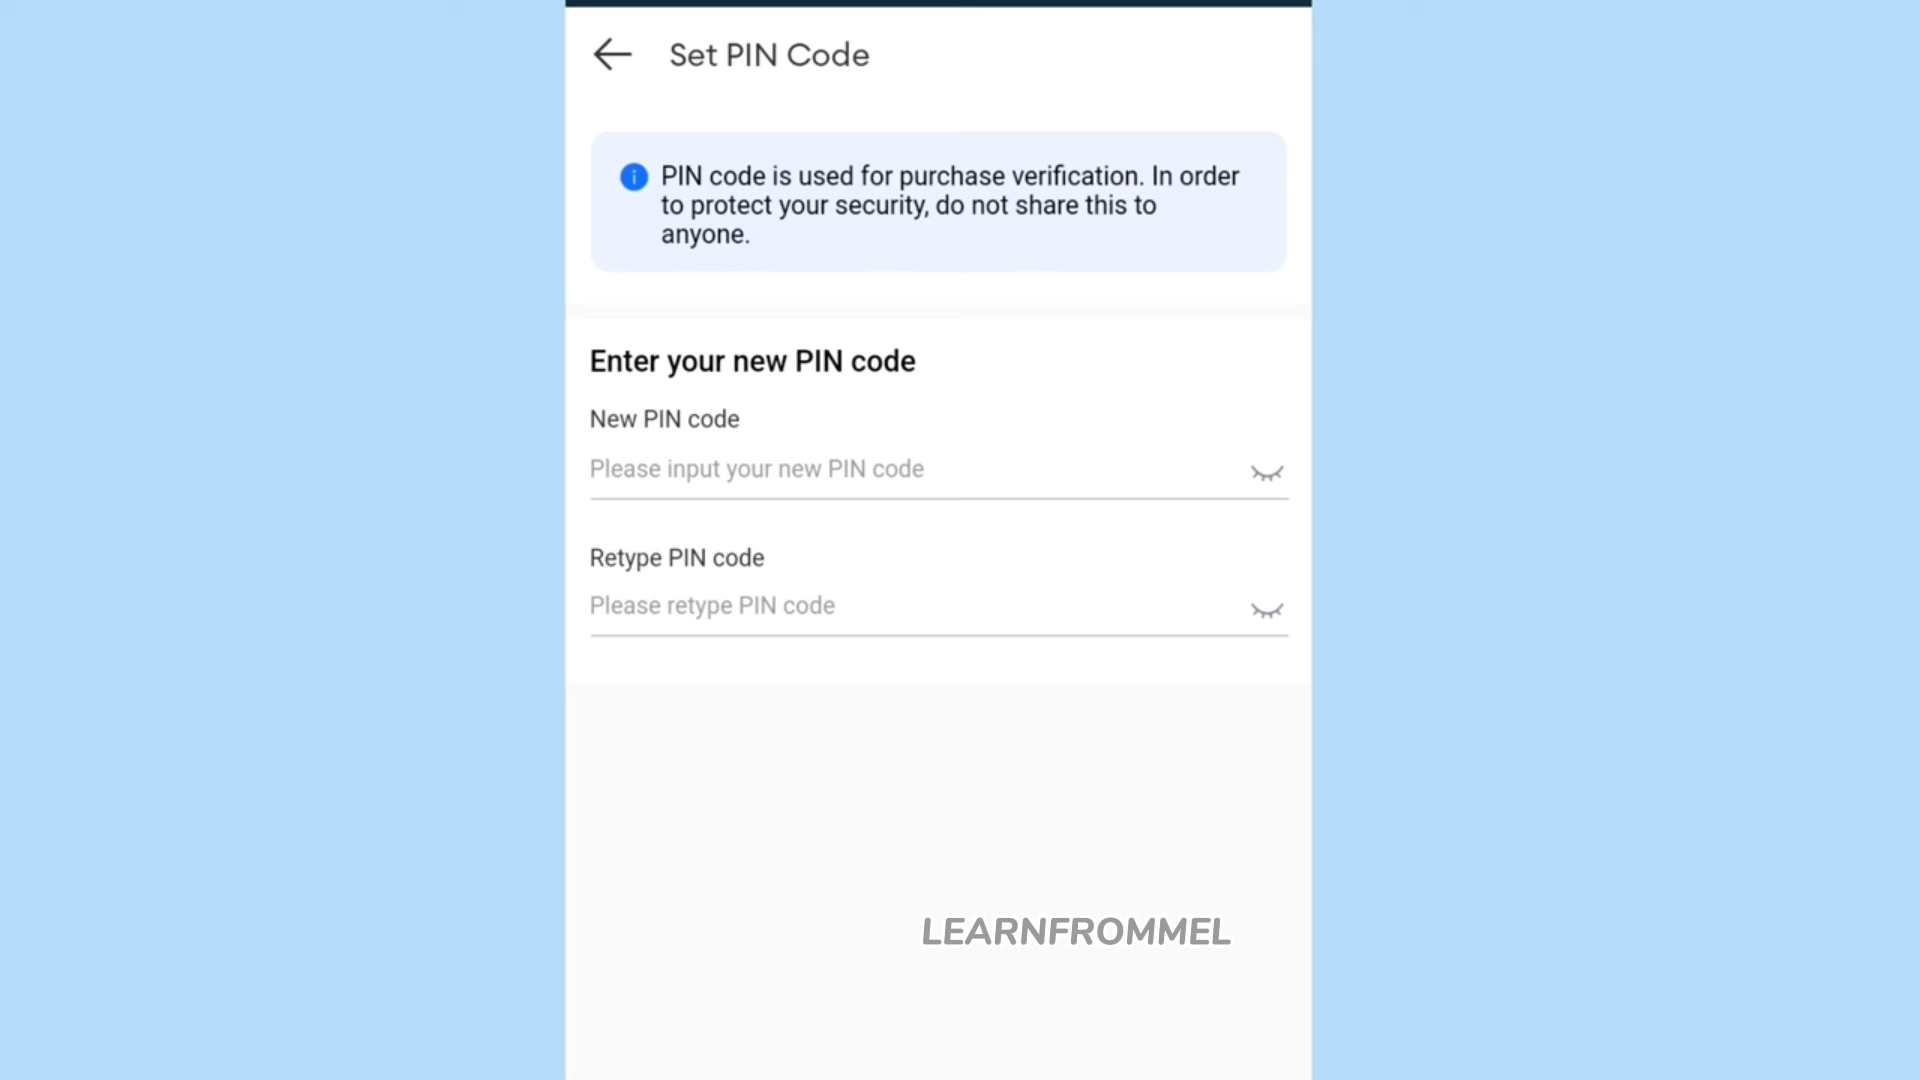 Set PIN Code
PIN code is used for purchase verification. In order
to protect your security, do not share this to
anyone.
Enter your new PIN code
New PIN code
Please input your new PIN code
Retype PIN code
Please retype PIN code
LEARNFROMMEL